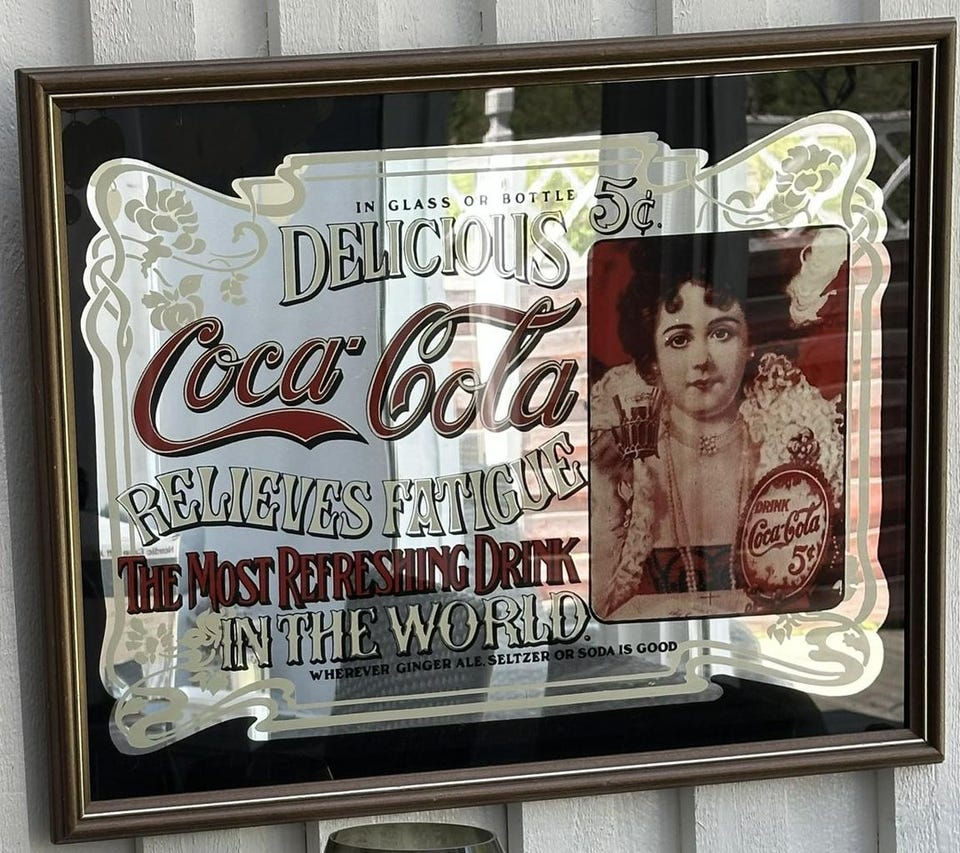 IN GLASS OR BOTTLE 5¢.
DELICIOUS
Coca-Cola
RELIEVES FATIGUE
THE MOST REFRESHING DRINK
IN THE WORLD.
WHEREVER GINGER ALE, SELTZER OR SODA IS GOOD
DRINK
Coca-Cola
5¢